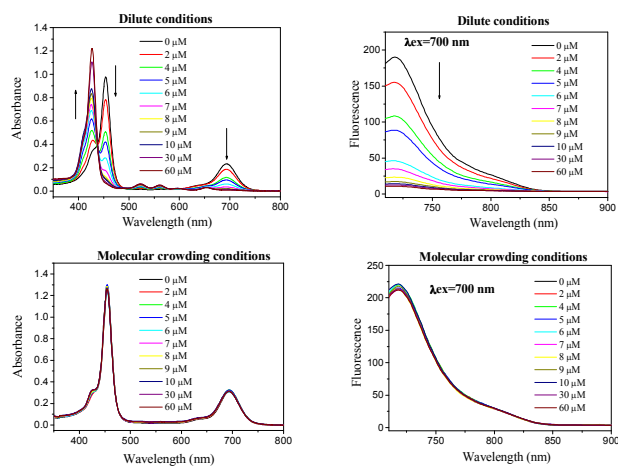 Dilute conditions
Absorbance
1.4
1.2
1.0
0.8
0.6
0.4
0.2
0.0
400
500
600
700
800
Wavelength (nm)
0 µM
2 µM
4 µM
5 µM
6 µM
7 µM
8 µM
9 µM
10 µM
30 µM
60 µM
Dilute conditions
λex=700 nm
Fluorescence
250
200
150
100
50
750
800
850
900
Wavelength (nm)
0 µM
2 µM
4 µM
5 µM
6 µM
7 µM
8 µM
9 µM
10 µM
30 µM
60 µM
Molecular crowding conditions
Absorbance
1.4
1.2
1.0
0.8
0.6
0.4
0.2
0.0
400
500
600
700
800
Wavelength (nm)
0 µM
2 µM
4 µM
5 µM
6 µM
7 µM
8 µM
9 µM
10 µM
30 µM
60 µM
Molecular crowding conditions
λex=700 nm
Fluorescence
250
200
150
100
50
0
750
800
850
900
Wavelength (nm)
0 µM
2 µM
4 µM
5 µM
6 µM
7 µM
8 µM
9 µM
10 µM
30 µM
60 µM